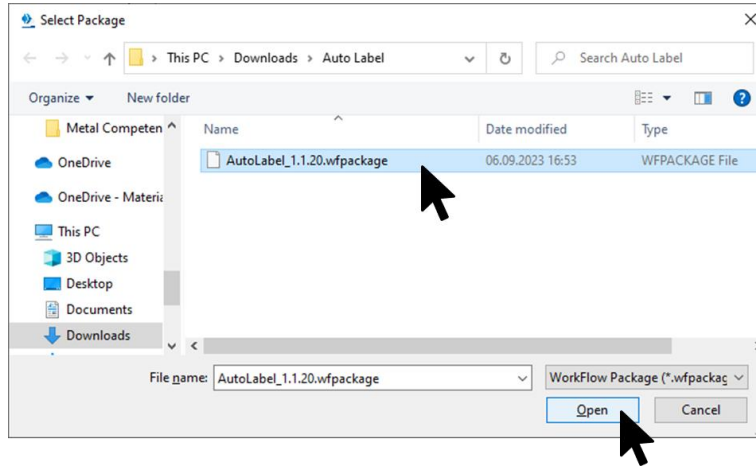 Select Package
This PC > Downloads > Auto Label
Search Auto Label
Organize
New folder
Metal Competen
OneDrive
OneDrive - Materia
This PC
3D Objects
Desktop
Documents
Downloads
Name
Date modified
Type
AutoLabel_1.1.20.wfpackage
06.09.2023 16:53
WFPACKAGE File
File name:
AutoLabel_1.1.20.wfpackage
WorkFlow Package (*.wfpackag
Open
Cancel